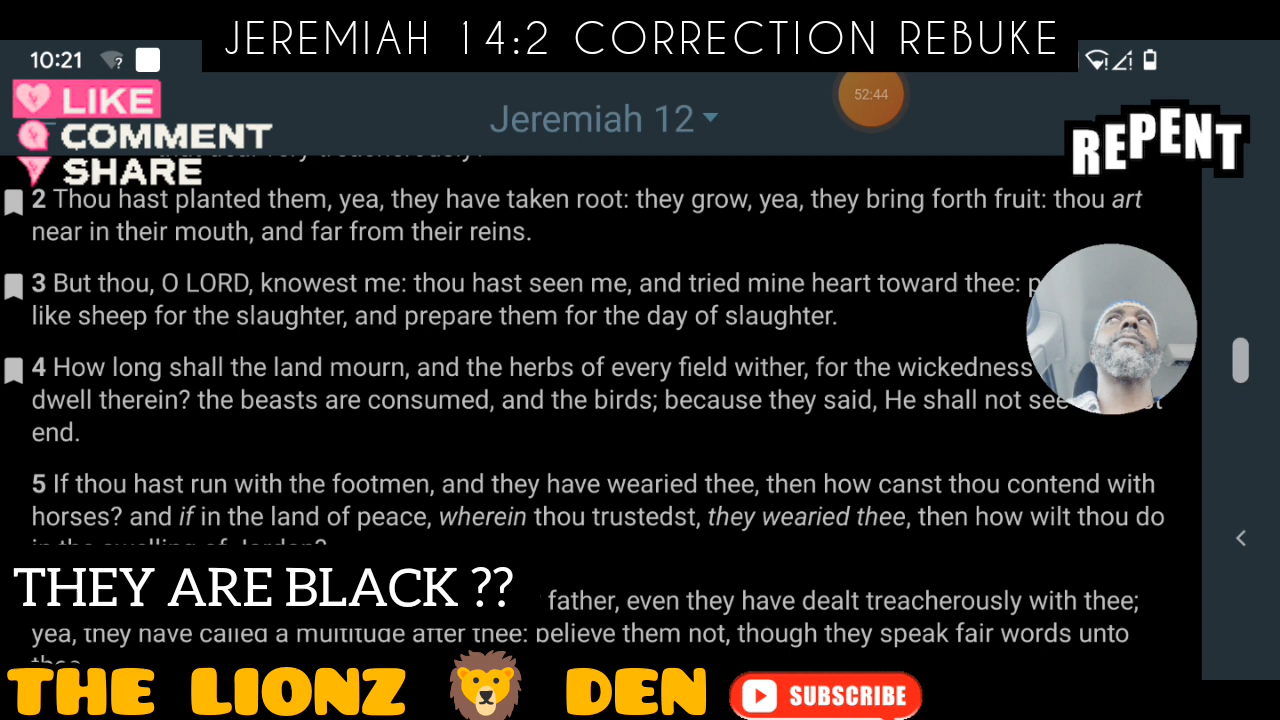 JEREMIAH 14:2 CORRECTION REBUKE
10:21
LIKE
COMMENT
SHARE
Jeremiah 12
52:44
REPENT
2 Thou hast planted them, yea, they have taken root: they grow, yea, they bring forth fruit: thou art
near in their mouth, and far from their reins.
3 But thou, O LORD, knowest me: thou hast seen me, and tried mine heart toward thee:
like sheep for the slaughter, and prepare them for the day of slaughter.
4 How long shall the land mourn, and the herbs of every field wither, for the wickedness
dwell therein? the beasts are consumed, and the birds; because they said, He shall not see
end.
5 If thou hast run with the footmen, and they have wearied thee, then how canst thou contend with
horses? and if in the land of peace, wherein thou trustedst, they wearied thee, then how wilt thou do
in the swelling of Jordan?
THEY ARE BLACK ??
father, even they have dealt treacherously with thee;
yea, they have called a multitude after thee: believe them not, though they speak fair words unto
THE LIONZ DEN
SUBSCRIBE